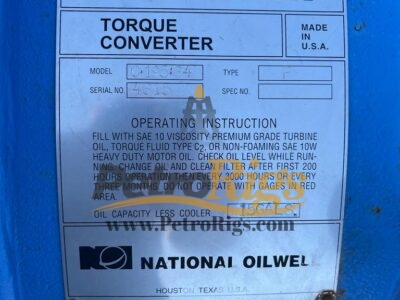 TORQUE
CONVERTER
MADE
IN
U.S.A.
MODEL
TYPE
SERIAL NO.
SPEC NO.
OPERATING INSTRUCTION
FILL WITH SAE 10 VISCOSITY PREMIUM GRADE TURBINE
OIL, TORQUE FLUID TYPE C2, OR NON-FOAMING SAE 10W
HEAVY DUTY MOTOR OIL. CHECK OIL LEVEL WHILE RUN-
NING. CHANGE OIL AND CLEAN FILTER AFTER FIRST 200
HOURS OPERATION THEN EVERY 3000 HOURS OR EVERY
THREE MONTHS. DO NOT OPERATE WITH GAGES IN RED
AREA.
OIL CAPACITY LESS COOLER GAL.
www.PetroRigs.com
NATIONAL OILWELL
HOUSTON TEXAS U.S.A.